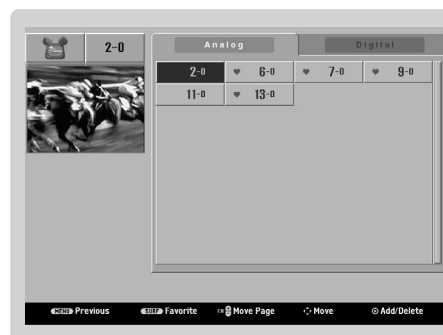 2-0
Analog Digital
2-0 ♥ 6-0 ♥ 7-0 ♥ 9-0
11-0 ♥ 13-0
MENU Previous SURF Favorite CH Move Page Move Add/Delete